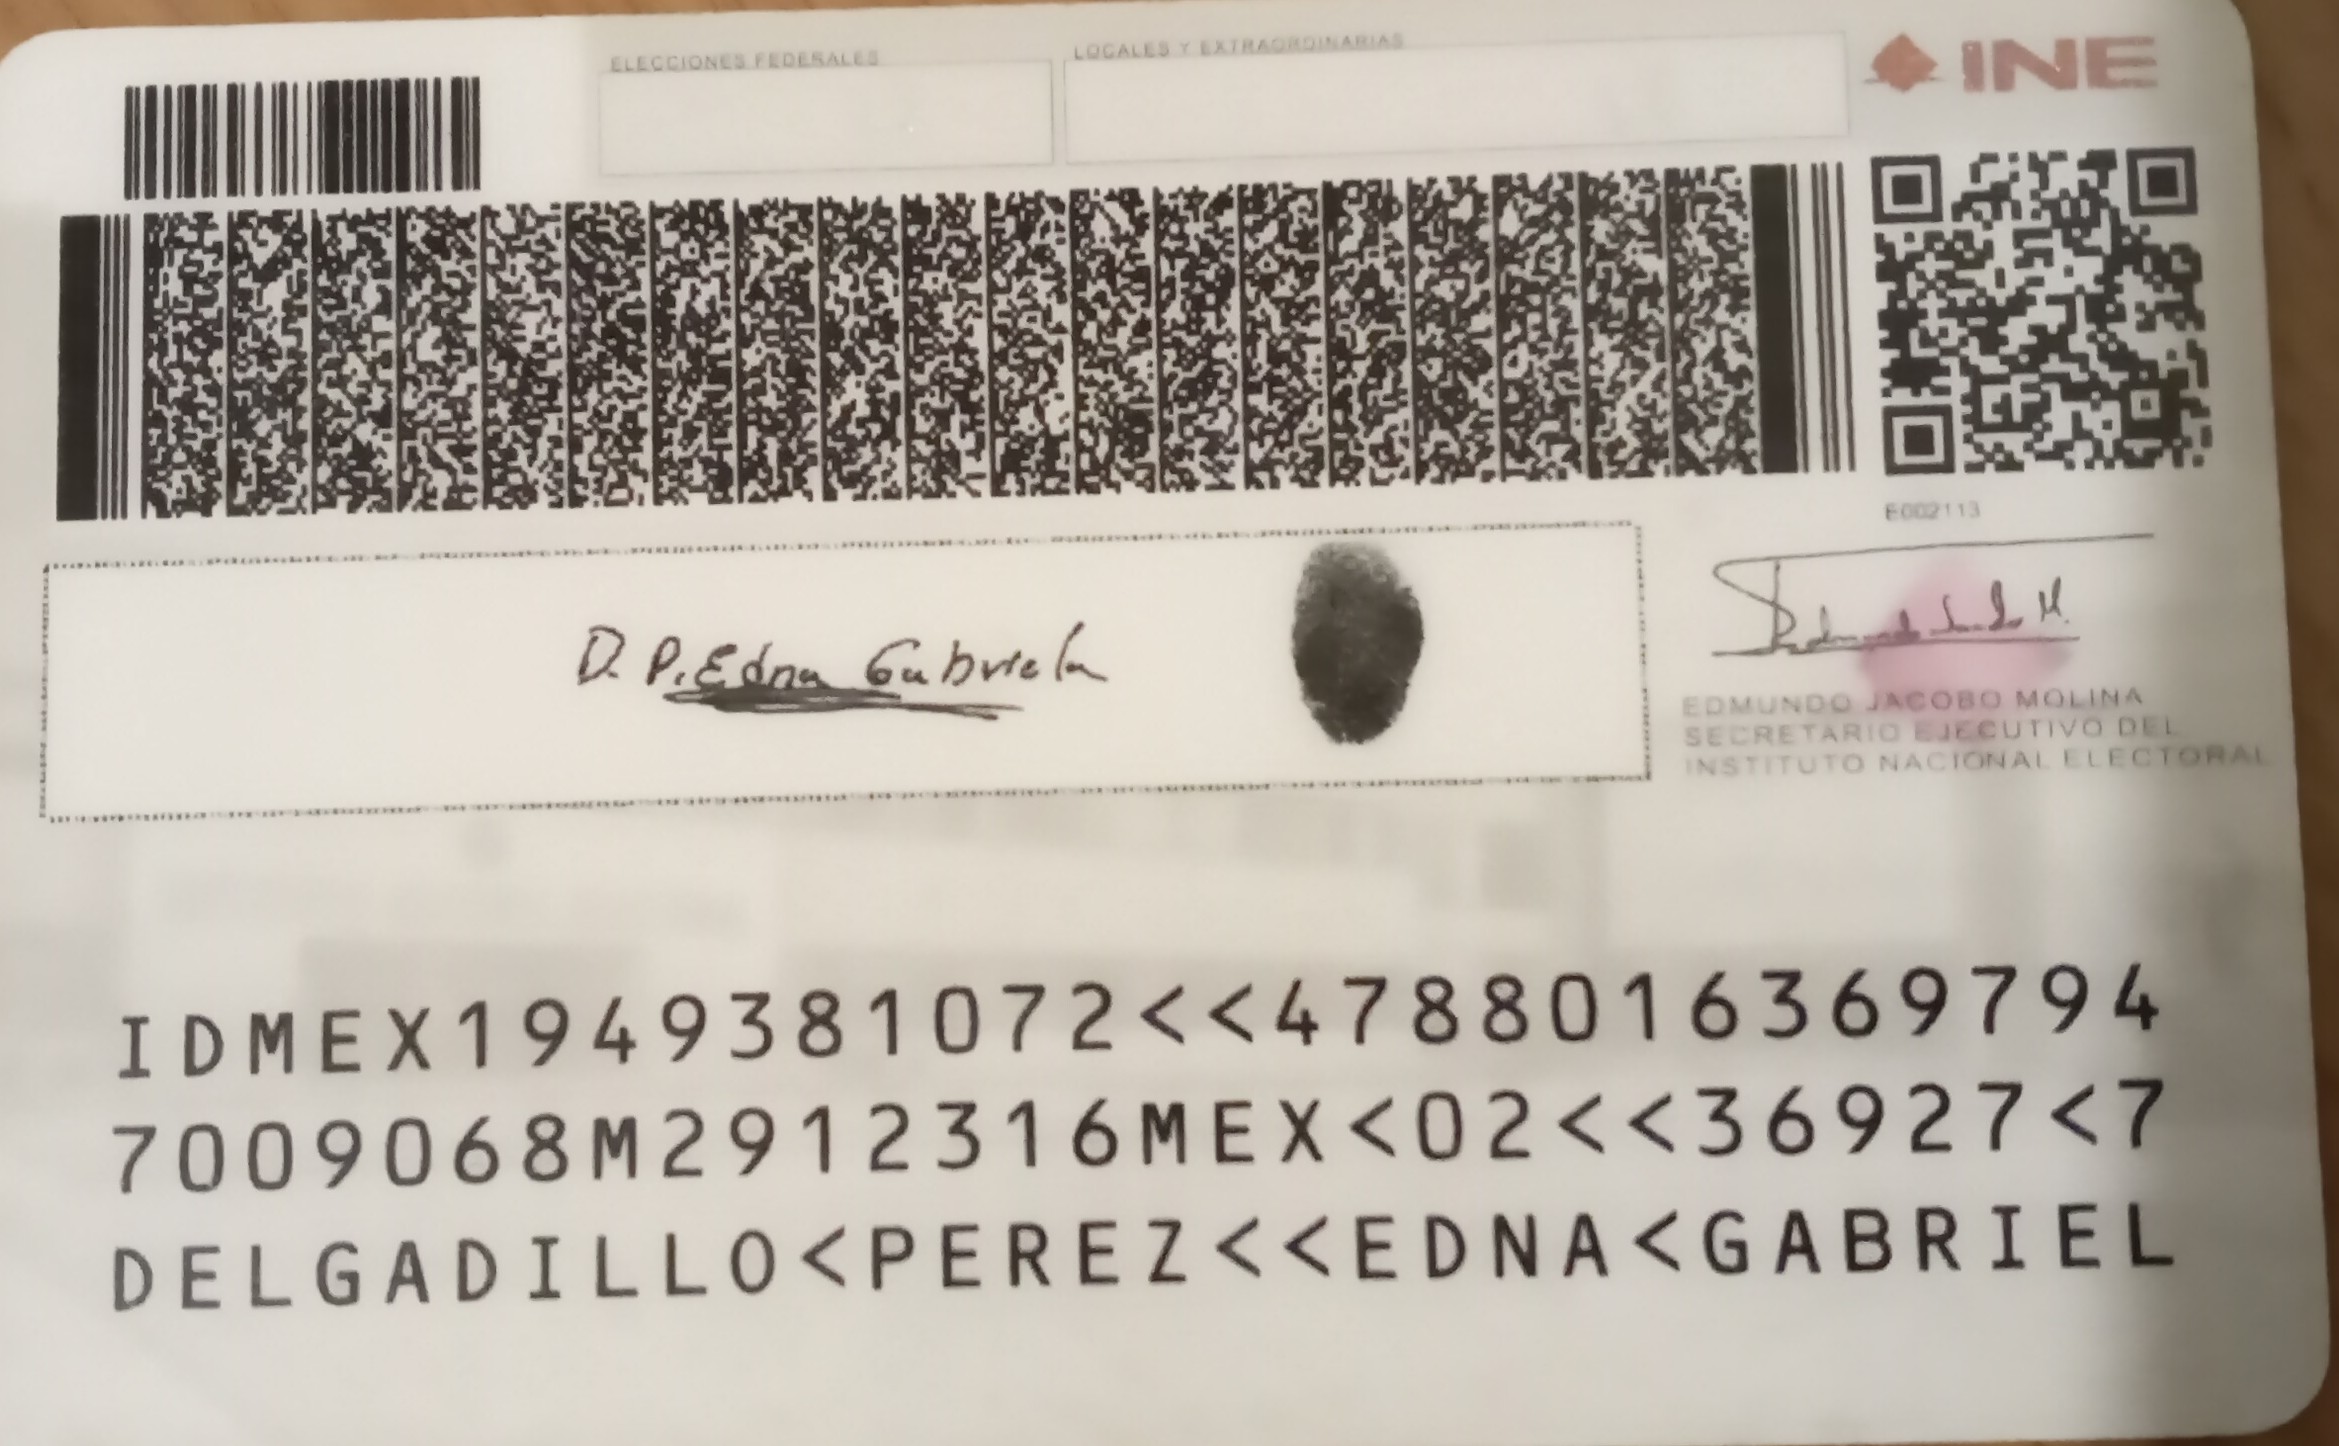 ELECCIONES FEDERALES
LOCALES Y EXTRAORDINARIAS
INE
E002113
D. P. Edna Gabriela
EDMUNDO JACOBO MOLINA
SECRETARIO EJECUTIVO DEL
INSTITUTO NACIONAL ELECTORAL
IDMEX1949381072<<4788016369794
7009068M2912316MEX<02<<36927<7
DELGADILLO<PEREZ<<EDNA<GABRIEL